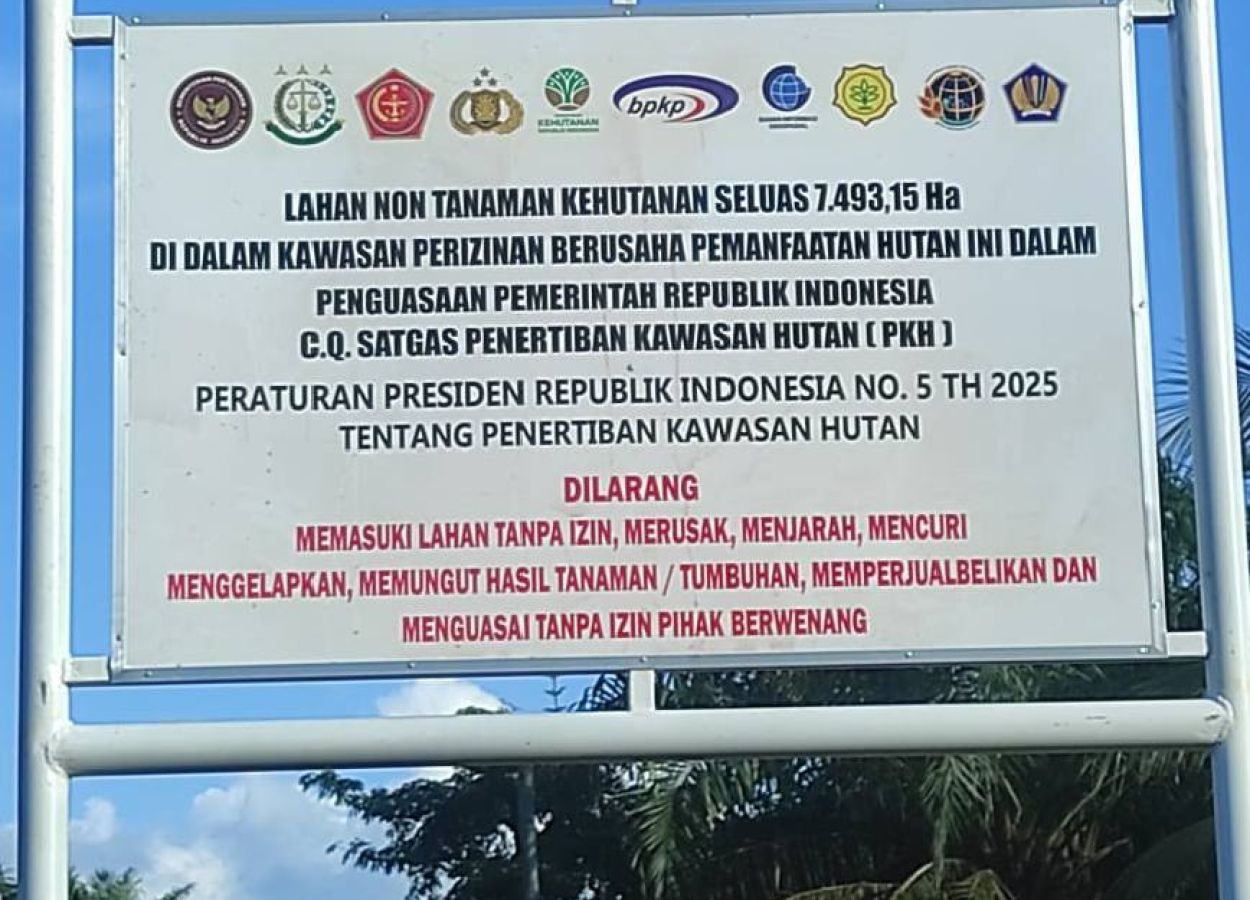 KEHUTANAN
bpkp
LAHAN NON TANAMAN KEHUTANAN SELUAS 7.493,15 Ha
DI DALAM KAWASAN PERIZINAN BERUSAHA PEMANFAATAN HUTAN INI DALAM
PENGUASAAN PEMERINTAH REPUBLIK INDONESIA
C.Q. SATGAS PENERTIBAN KAWASAN HUTAN ( PKH )
PERATURAN PRESIDEN REPUBLIK INDONESIA NO. 5 TH 2025
TENTANG PENERTIBAN KAWASAN HUTAN
DILARANG
MEMASUKI LAHAN TANPA IZIN, MERUSAK, MENJARAH, MENCURI
MENGGELAPKAN, MEMUNGUT HASIL TANAMAN / TUMBUHAN, MEMPERJUALBELIKAN DAN
MENGUASAI TANPA IZIN PIHAK BERWENANG